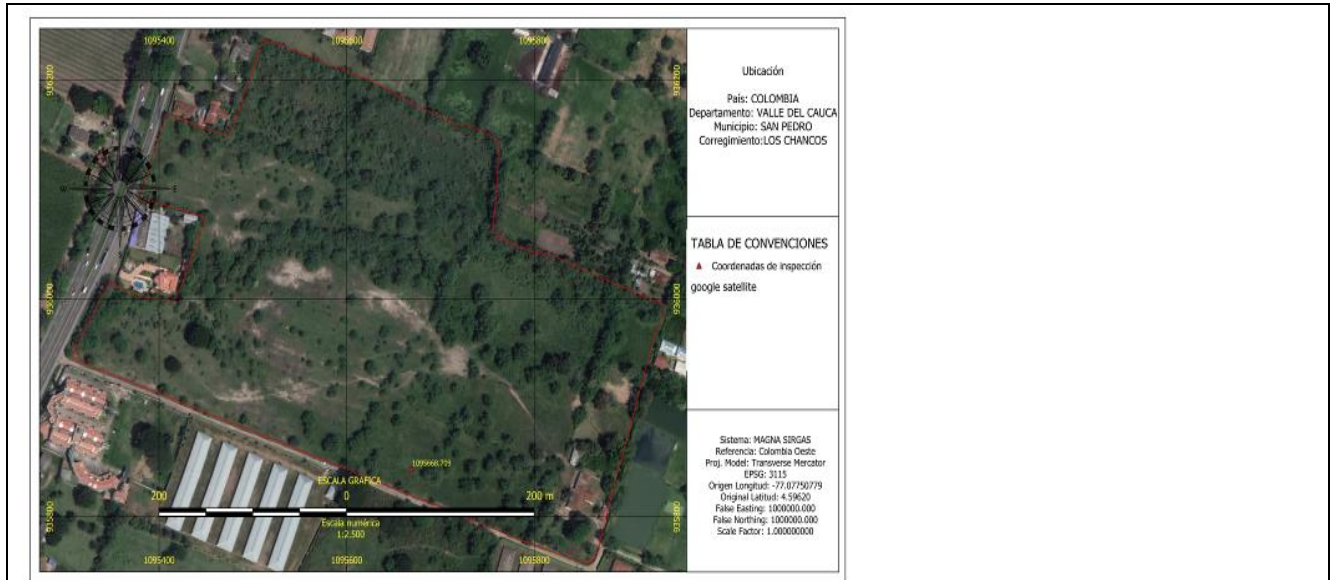 1095400
1095600
1095800
936200
936200
W
E
936000
936000
1095668.703
ESCALA GRAFICA
200
0
200 m
Escala numérica
1:2.500
935800
935800
1095400
1095600
1095800
Ubicación
País: COLOMBIA
Departamento: VALLE DEL CAUCA
Municipio: SAN PEDRO
Corregimiento:LOS CHANCOS
TABLA DE CONVENCIONES
Coordenadas de inspección
google satellite
Sistema: MAGNA SIRGAS
Referencia: Colombia Oeste
Proj. Model: Transverse Mercator
EPSG: 3115
Origen Longitud: -77.07750779
Original Latitud: 4.59620
False Easting: 1000000.000
False Northing: 1000000.000
Scale Factor: 1.000000000